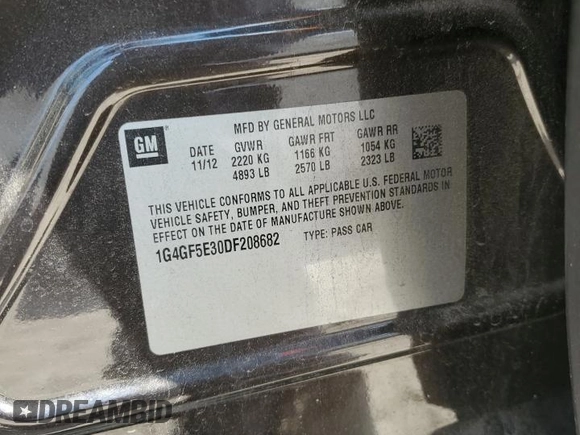 GM
MFD BY GENERAL MOTORS LLC
DATE GVWR GAWR FRT GAWR RR
11/12 2220 KG 1166 KG 1054 KG
4893 LB 2570 LB 2323 LB
THIS VEHICLE CONFORMS TO ALL APPLICABLE U.S. FEDERAL MOTOR
VEHICLE SAFETY, BUMPER, AND THEFT PREVENTION STANDARDS IN
EFFECT ON THE DATE OF MANUFACTURE SHOWN ABOVE.
1G4GF5E30DF208682 TYPE: PASS CAR
DREAMBID